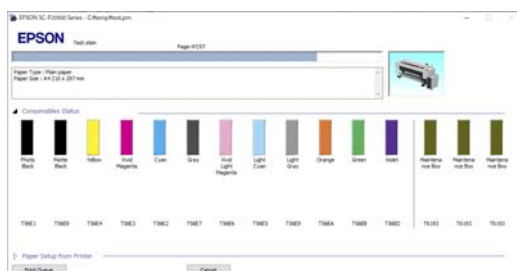 EPSON SC-P20500 Series - C:¥temp¥test.prn
EPSON
Test.stein
Page:47/57
Paper Type : Plain paper
Paper Size : A4 210 x 297 mm
Consumables Status
Photo Black
Matte Black
Yellow
Vivid Magenta
Cyan
Gray
Vivid Light Magenta
Light Cyan
Light Gray
Orange
Green
Violet
Maintenance Box
Maintenance Box
Maintenance Box
Paper Setup from Printer
Print Queue
Cancel